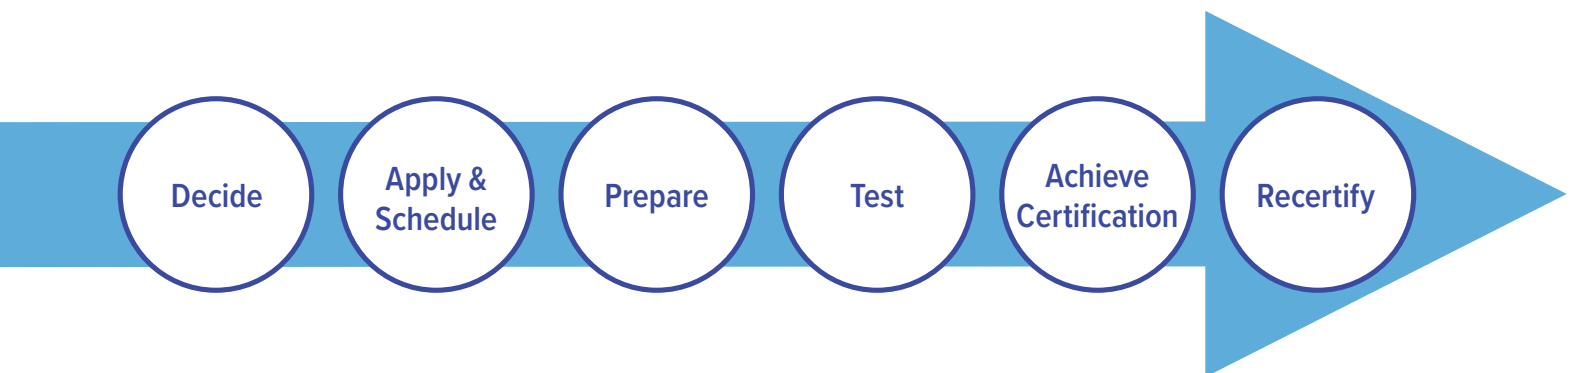 Decide
Apply &
Schedule
Prepare
Test
Achieve
Certification
Recertify